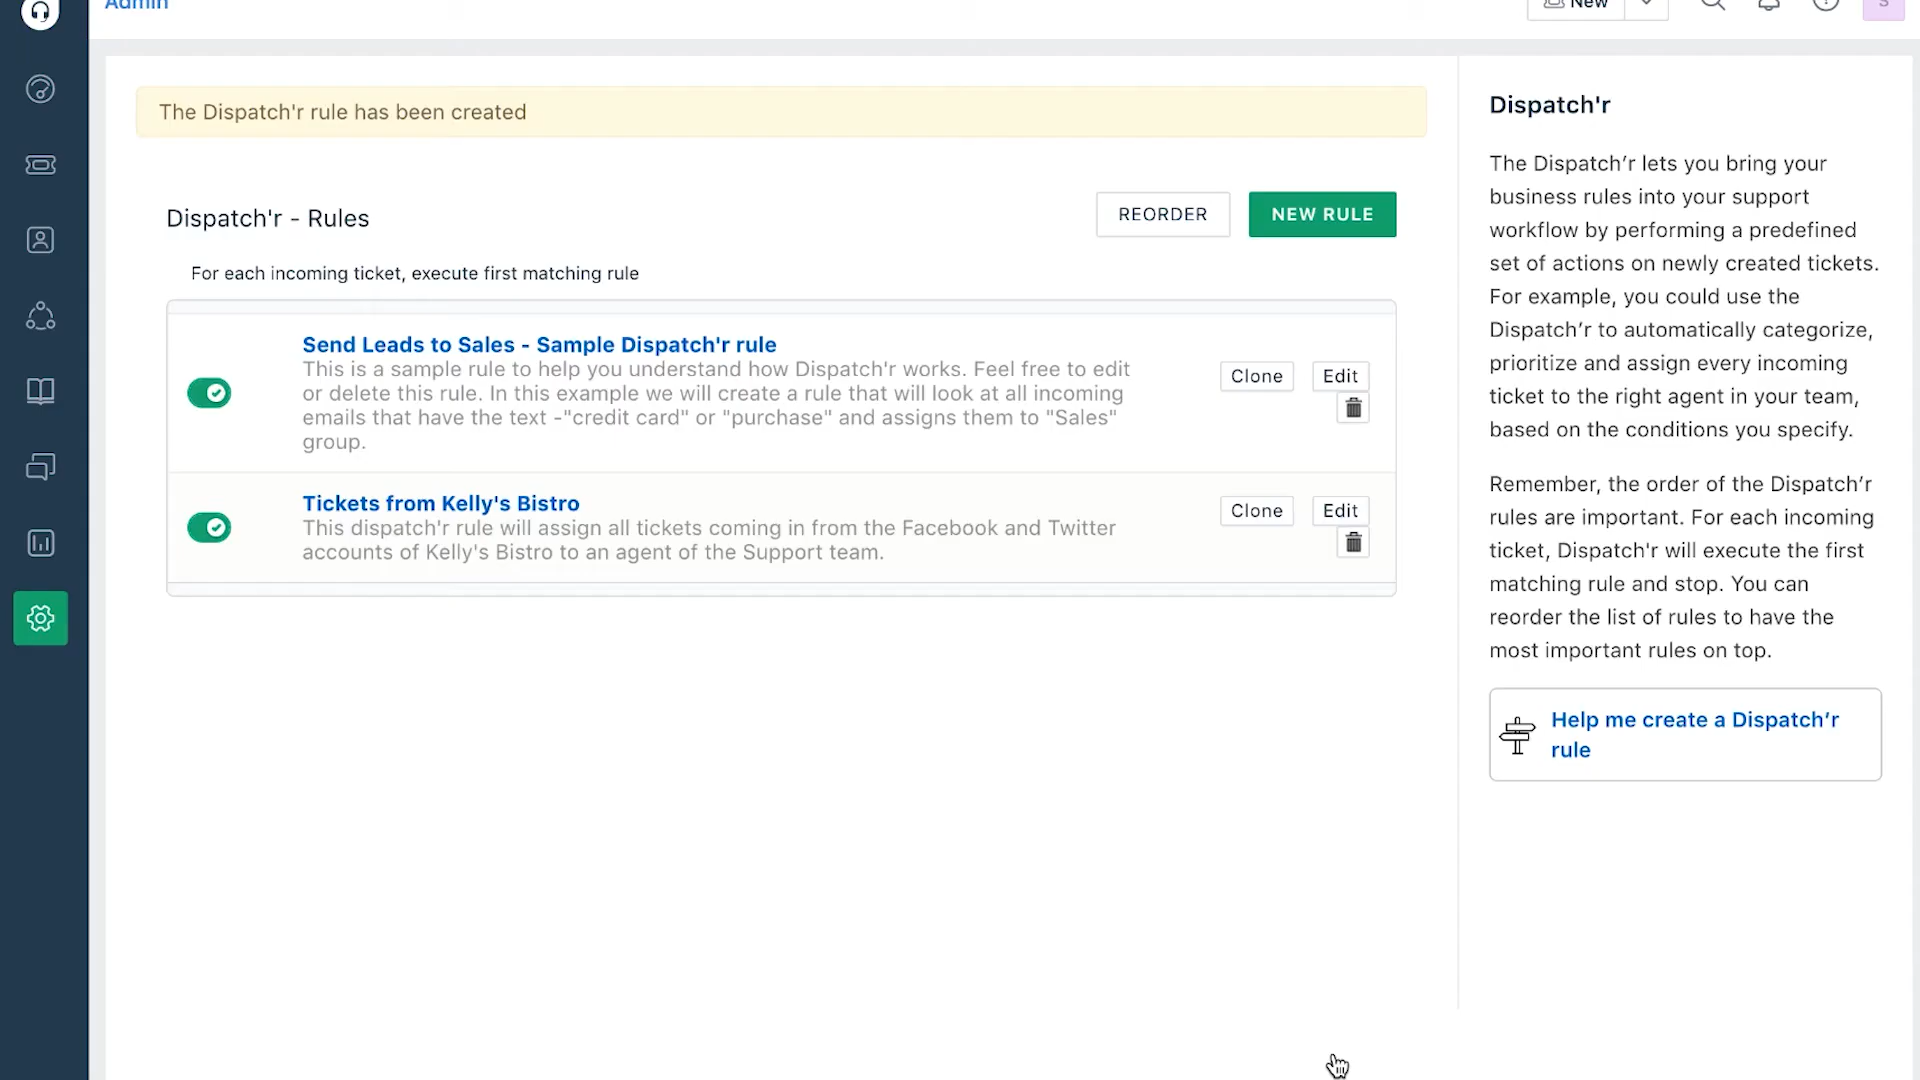 Admin
New
S
The Dispatch'r rule has been created
Dispatch'r - Rules
REORDER
NEW RULE
For each incoming ticket, execute first matching rule
Send Leads to Sales - Sample Dispatch'r rule
This is a sample rule to help you understand how Dispatch'r works. Feel free to edit
or delete this rule. In this example we will create a rule that will look at all incoming
emails that have the text -"credit card" or "purchase" and assigns them to "Sales"
group.
Clone
Edit
Tickets from Kelly's Bistro
This dispatch'r rule will assign all tickets coming in from the Facebook and Twitter
accounts of Kelly's Bistro to an agent of the Support team.
Clone
Edit
Dispatch'r
The Dispatch’r lets you bring your
business rules into your support
workflow by performing a predefined
set of actions on newly created tickets.
For example, you could use the
Dispatch’r to automatically categorize,
prioritize and assign every incoming
ticket to the right agent in your team,
based on the conditions you specify.
Remember, the order of the Dispatch’r
rules are important. For each incoming
ticket, Dispatch'r will execute the first
matching rule and stop. You can
reorder the list of rules to have the
most important rules on top.
Help me create a Dispatch’r
rule